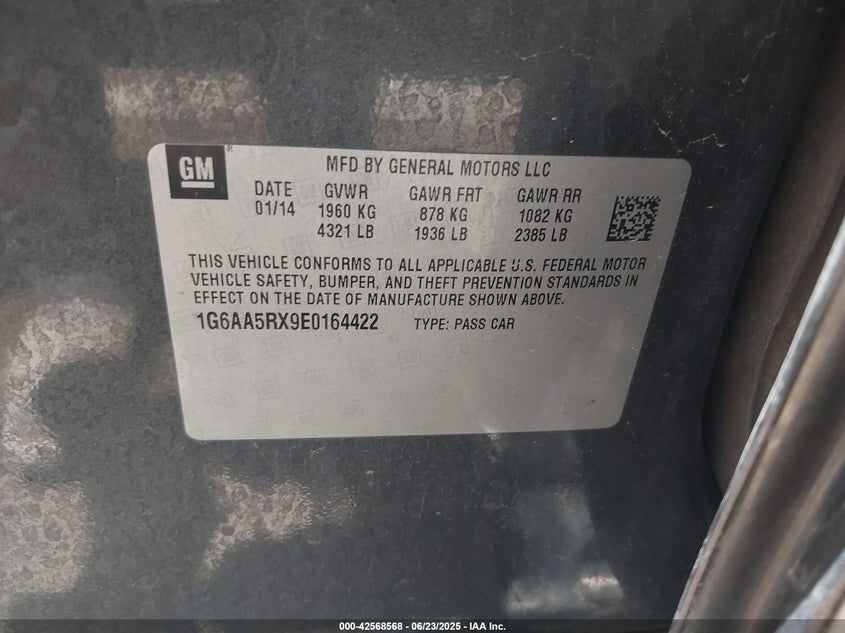 GM
MFD BY GENERAL MOTORS LLC
DATE GVWR GAWR FRT GAWR RR
01/14 1960 KG 878 KG 1082 KG
4321 LB 1936 LB 2385 LB
THIS VEHICLE CONFORMS TO ALL APPLICABLE U.S. FEDERAL MOTOR
VEHICLE SAFETY, BUMPER, AND THEFT PREVENTION STANDARDS IN
EFFECT ON THE DATE OF MANUFACTURE SHOWN ABOVE.
1G6AA5RX9E0164422 TYPE: PASS CAR
000-42568568 - 06/23/2025 - IAA Inc.